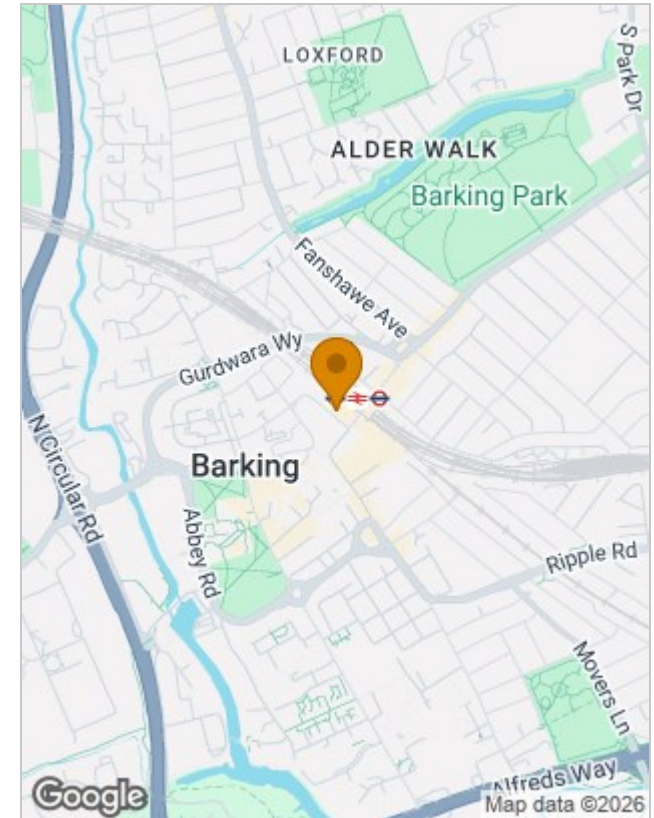 LOXFORD
S Park Dr
ALDER WALK
Barking Park
Fanshawe Ave
Gurdwara Wy
N Circular Rd
Barking
Abbey Rd
Ripple Rd
Movers Ln
Alfreds Way
Google
Map data ©2026